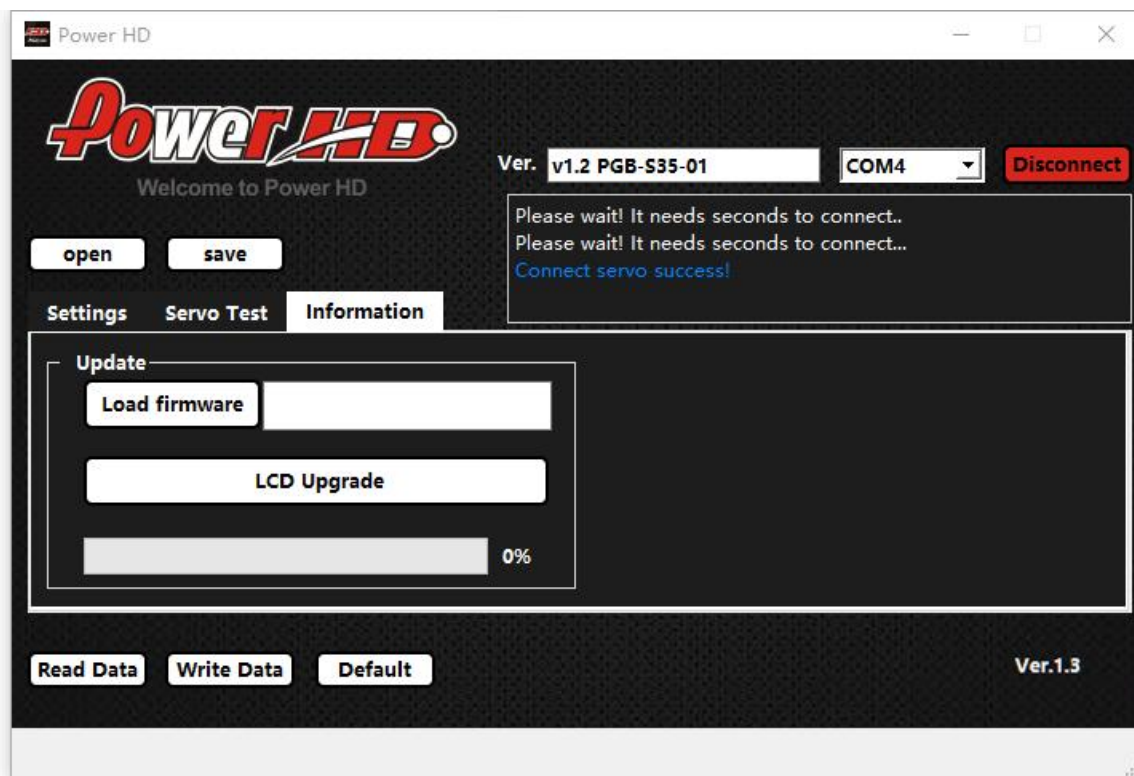 Power HD
Power HD
Welcome to Power HD
Ver. v1.2 PGB-S35-01 COM4 Disconnect
Please wait! It needs seconds to connect..
Please wait! It needs seconds to connect...
Connect servo success!
open save
Settings Servo Test Information
Update
Load firmware
LCD Upgrade
0%
Read Data Write Data Default Ver.1.3